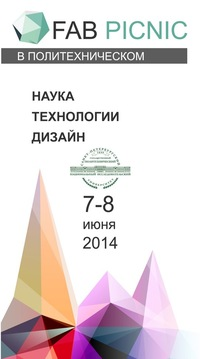 FAB PICNIC
В ПОЛИТЕХНИЧЕСКОМ
НАУКА
ТЕХНОЛОГИИ
ДИЗАЙН
7-8
июня
2014